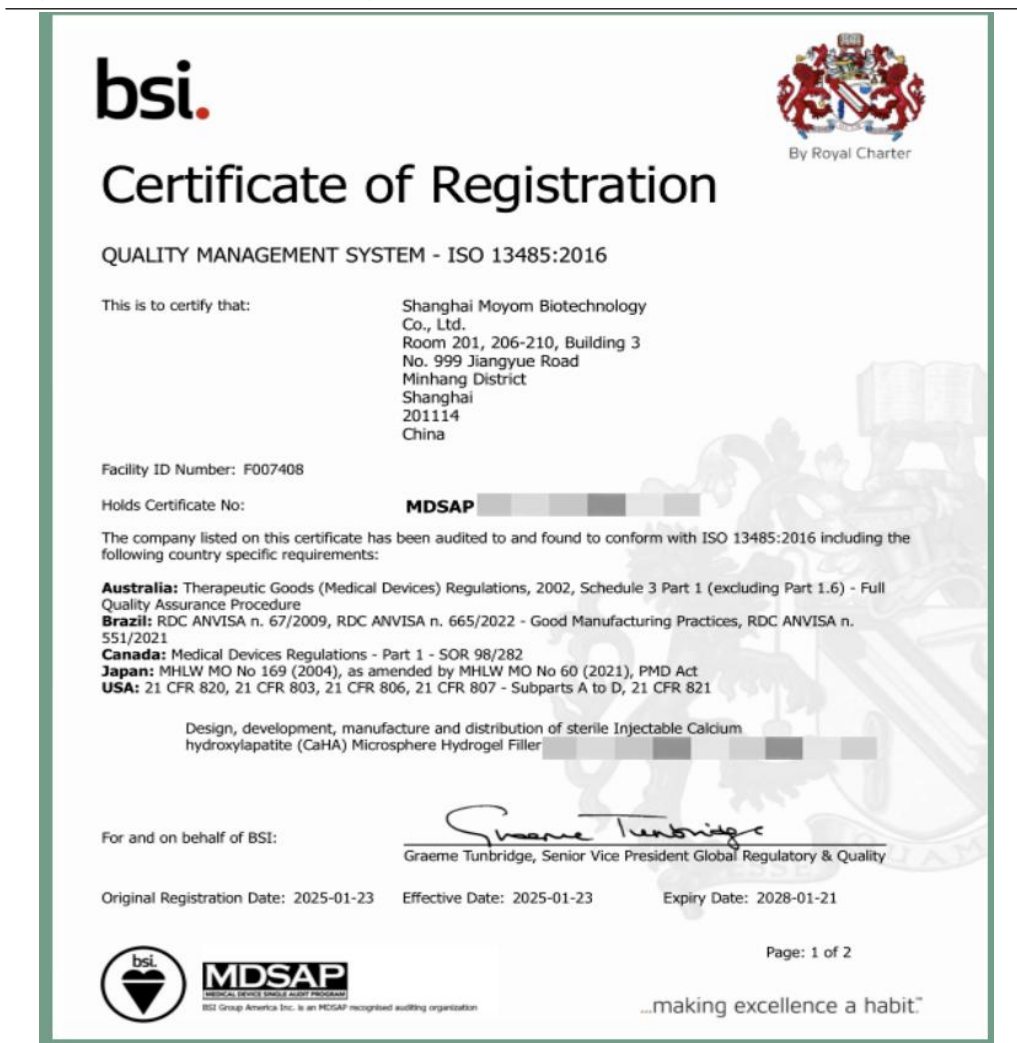 bsi.
By Royal Charter
Certificate of Registration
QUALITY MANAGEMENT SYSTEM - ISO 13485:2016
This is to certify that:
Shanghai Moyom Biotechnology
Co., Ltd.
Room 201, 206-210, Building 3
No. 999 Jiangyue Road
Minhang District
Shanghai
201114
China
Facility ID Number: F007408
Holds Certificate No:
MDSAP
The company listed on this certificate has been audited to and found to conform with ISO 13485:2016 including the
following country specific requirements:
Australia: Therapeutic Goods (Medical Devices) Regulations, 2002, Schedule 3 Part 1 (excluding Part 1.6) - Full
Quality Assurance Procedure
Brazil: RDC ANVISA n. 67/2009, RDC ANVISA n. 665/2022 - Good Manufacturing Practices, RDC ANVISA n.
551/2021
Canada: Medical Devices Regulations - Part 1 - SOR 98/282
Japan: MHLW MO No 169 (2004), as amended by MHLW MO No 60 (2021), PMD Act
USA: 21 CFR 820, 21 CFR 803, 21 CFR 806, 21 CFR 807 - Subparts A to D, 21 CFR 821
Design, development, manufacture and distribution of sterile Injectable Calcium
hydroxylapatite (CaHA) Microsphere Hydrogel Filler
For and on behalf of BSI:
Graeme Tunbridge
Graeme Tunbridge, Senior Vice President Global Regulatory & Quality
Original Registration Date: 2025-01-23
Effective Date: 2025-01-23
Expiry Date: 2028-01-21
Page: 1 of 2
bsi.
MDSAP
MEDICAL DEVICE SINGLE AUDIT PROGRAM
BSI Group America Inc. is an MDSAP recognised auditing organization
...making excellence a habit.™